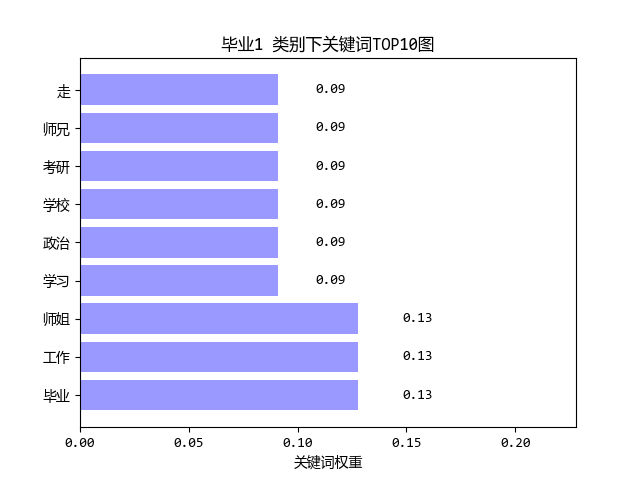 毕业1 类别下关键词TOP10图
走 0.09
师兄 0.09
考研 0.09
学校 0.09
政治 0.09
学习 0.09
师姐 0.13
工作 0.13
毕业 0.13
0.00 0.05 0.10 0.15 0.20
关键词权重